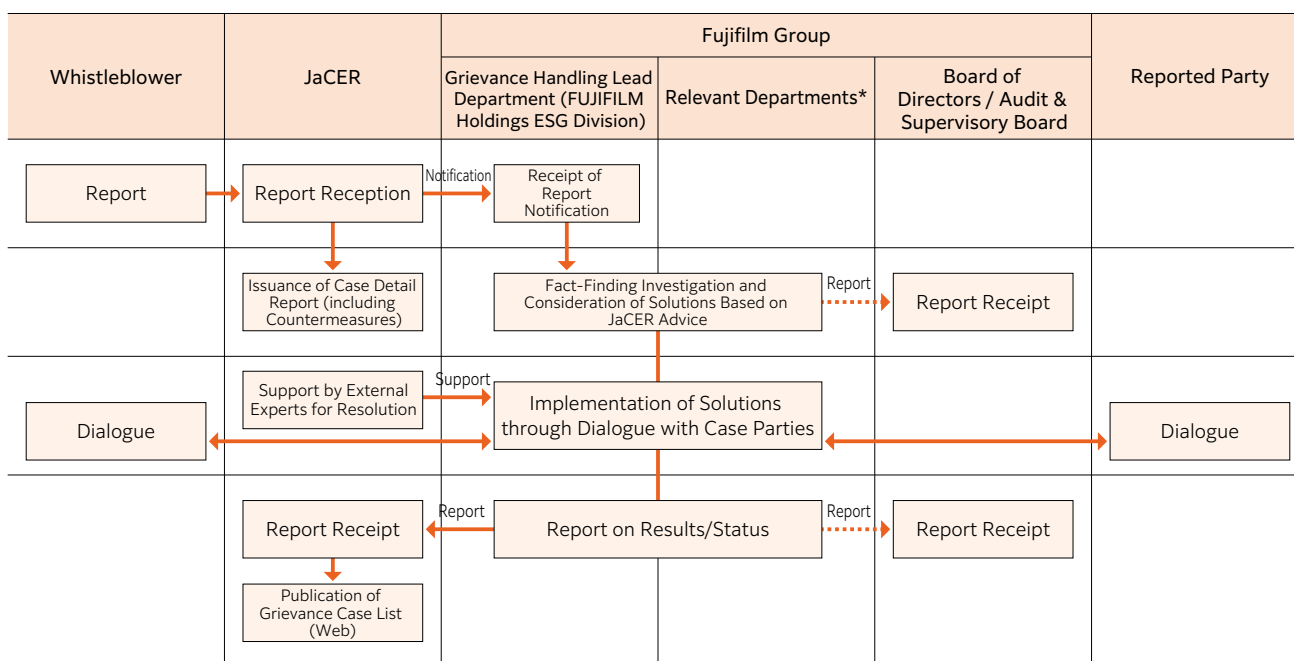 Whistleblower
JaCER
Fujifilm Group
Grievance Handling Lead
Department (FUJIFILM
Holdings ESG Division)
Relevant Departments*
Board of
Directors / Audit &
Supervisory Board
Reported Party
Report
Report Reception
Notification
Receipt of
Report
Notification
Issuance of Case Detail
Report (including
Countermeasures)
Fact-Finding Investigation and
Consideration of Solutions Based on
JaCER Advice
Report
Report Receipt
Support by External
Experts for Resolution
Support
Implementation of Solutions
through Dialogue with Case Parties
Dialogue
Dialogue
Report Receipt
Report
Report on Results/Status
Report
Report Receipt
Publication of
Grievance Case List
(Web)